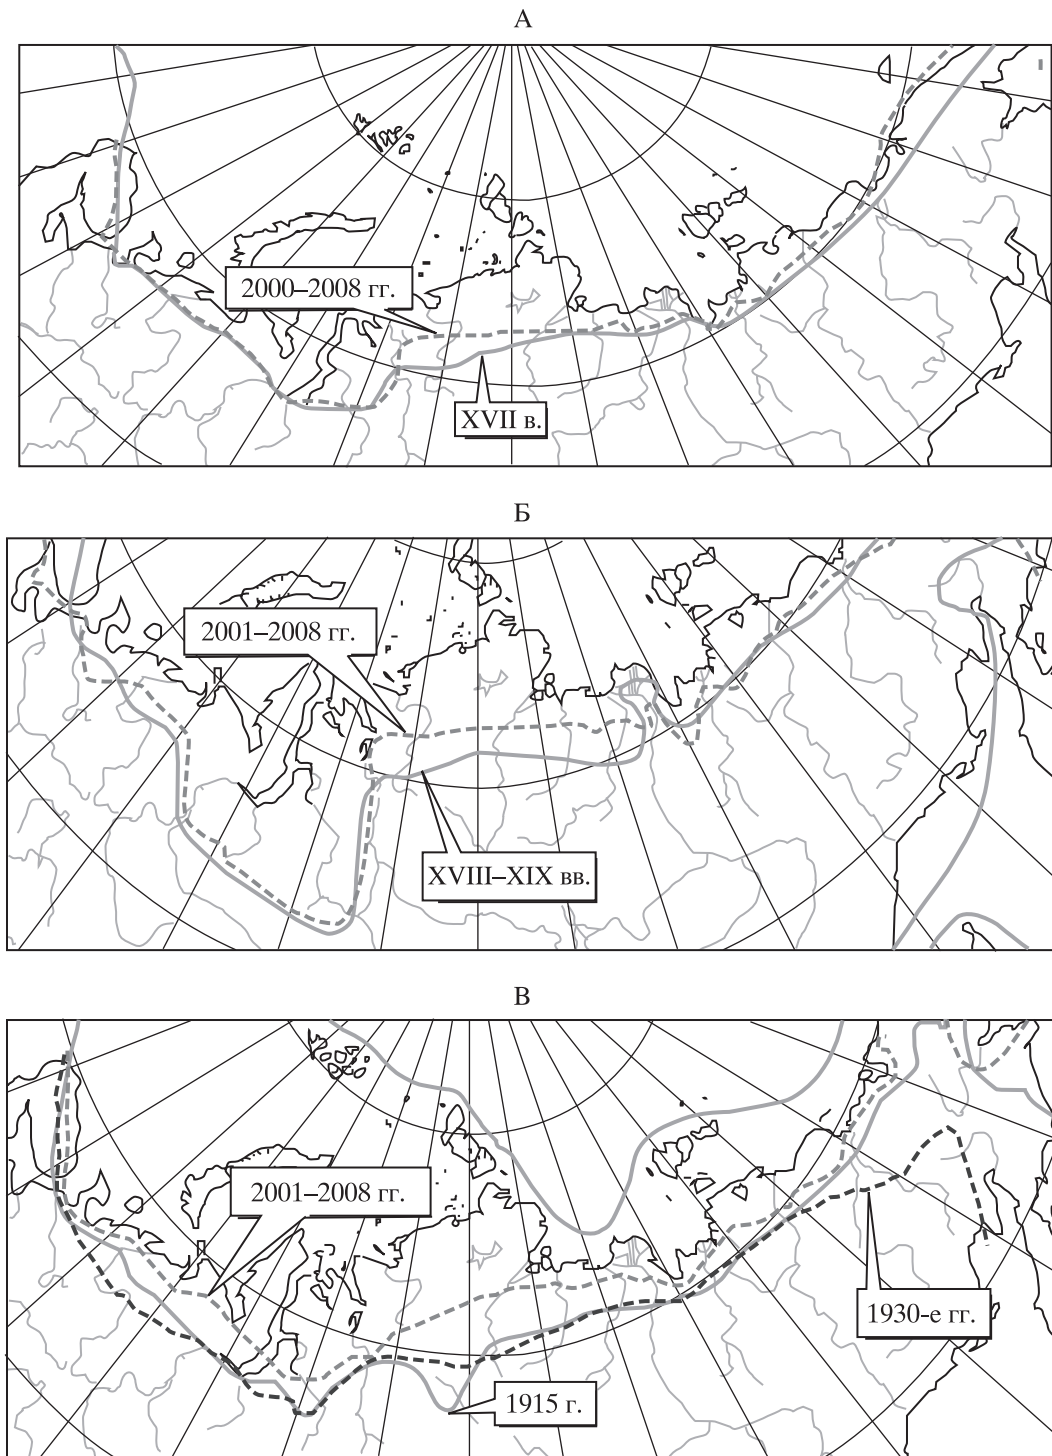 А
2000–2008 гг.
XVII в.
Б
2001–2008 гг.
XVIII–XIX вв.
В
2001–2008 гг.
1930-е гг.
1915 г.